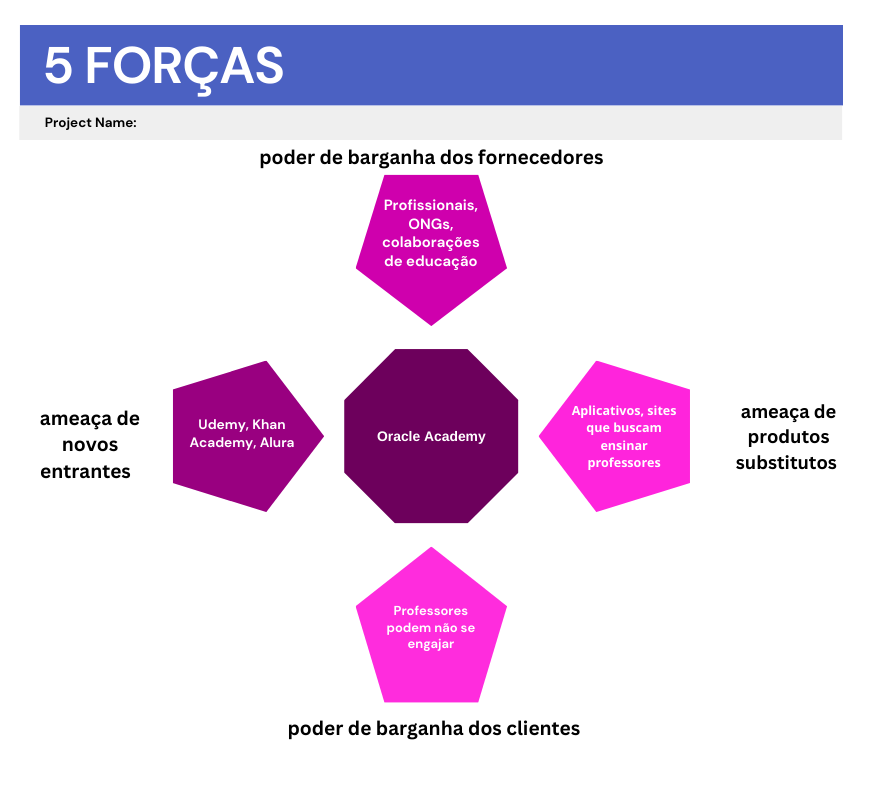 5 FORÇAS
Project Name:
poder de barganha dos fornecedores
Profissionais,
ONGs,
colaborações
de educação
ameaça de
novos
entrantes
Udemy, Khan
Academy, Alura
Oracle Academy
Aplicativos, sites
que buscam
ensinar
professores
ameaça de
produtos
substitutos
Professores
podem não se
engajar
poder de barganha dos clientes